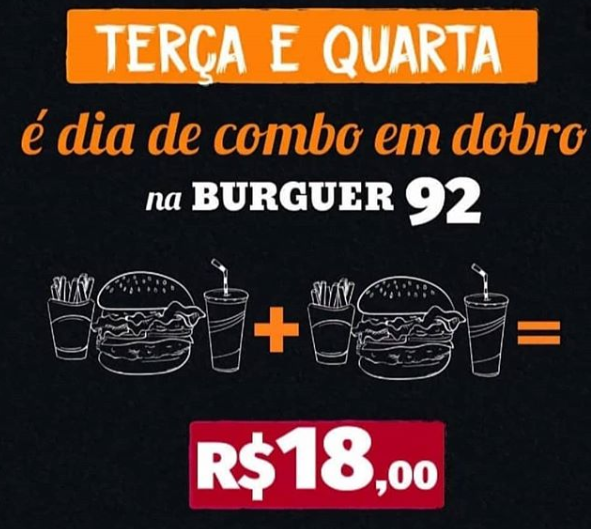 TERÇA E QUARTA
é dia de combo em dobro
na BURGUER 92
+ =
R$18,00